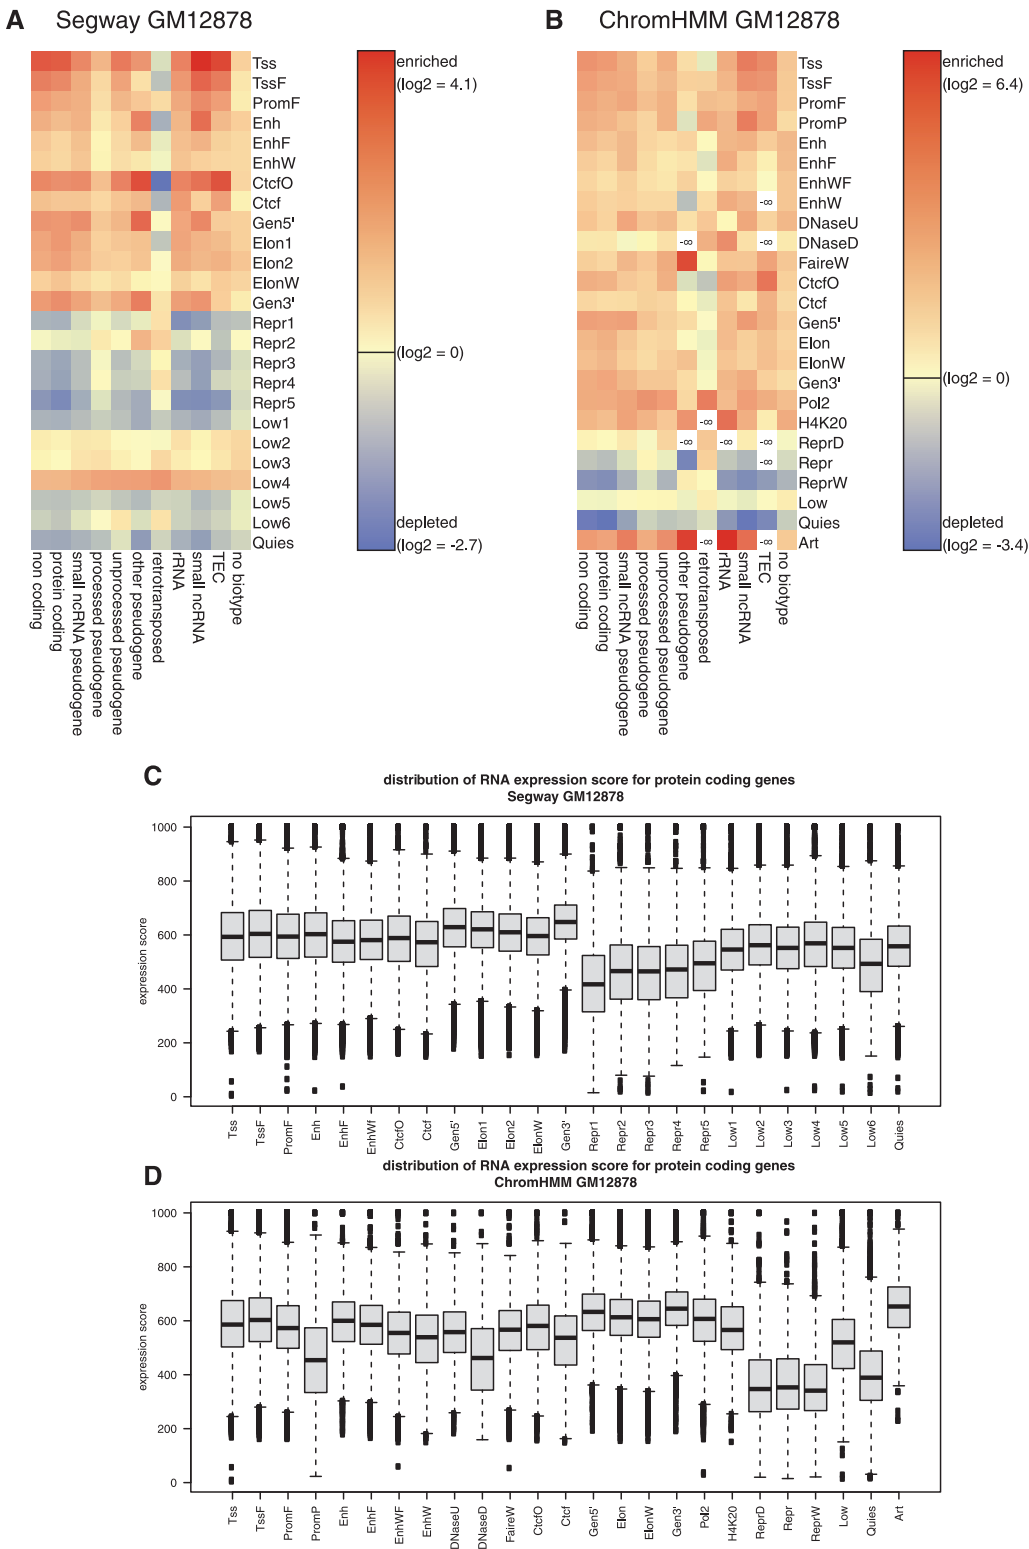 A Segway GM12878
enriched
(log2 = 4.1)
(log2 = 0)
depleted
(log2 = -2.7)
Tss
TssF
PromF
Enh
EnhF
EnhW
CtcfO
Ctcf
Gen5'
Elon1
Elon2
ElonW
Gen3'
Repr1
Repr2
Repr3
Repr4
Repr5
Low1
Low2
Low3
Low4
Low5
Low6
Quies
non coding
protein coding
small ncRNA pseudogene
processed pseudogene
unprocessed pseudogene
other pseudogene
retrotransposed
rRNA
small ncRNA
TEC
no biotype
B ChromHMM GM12878
enriched
(log2 = 6.4)
(log2 = 0)
depleted
(log2 = -3.4)
Tss
TssF
PromF
PromP
Enh
EnhF
EnhWF
-∞ EnhW
DNaseU
-∞ -∞ DNaseD
FaireW
CtcfO
Ctcf
Gen5'
Elon
ElonW
Gen3'
Pol2
-∞ H4K20
-∞ -∞ -∞ ReprD
-∞ Repr
ReprW
Low
Quies
-∞ -∞ Art
non coding
protein coding
small ncRNA pseudogene
processed pseudogene
unprocessed pseudogene
other pseudogene
retrotransposed
rRNA
small ncRNA
TEC
no biotype
C
distribution of RNA expression score for protein coding genes
Segway GM12878
expression score
1000
800
600
400
200
0
Tss
TssF
PromF
Enh
EnhF
EnhWf
CtcfO
Ctcf
Gen5'
Elon1
Elon2
ElonW
Gen3'
Repr1
Repr2
Repr3
Repr4
Repr5
Low1
Low2
Low3
Low4
Low5
Low6
Quies
D
distribution of RNA expression score for protein coding genes
ChromHMM GM12878
expression score
1000
800
600
400
200
0
Tss
TssF
PromF
PromP
Enh
EnhF
EnhWF
EnhW
DNaseU
DNaseD
FaireW
CtcfO
Ctcf
Gen5'
Elon
ElonW
Gen3'
Pol2
H4K20
ReprD
Repr
ReprW
Low
Quies
Art